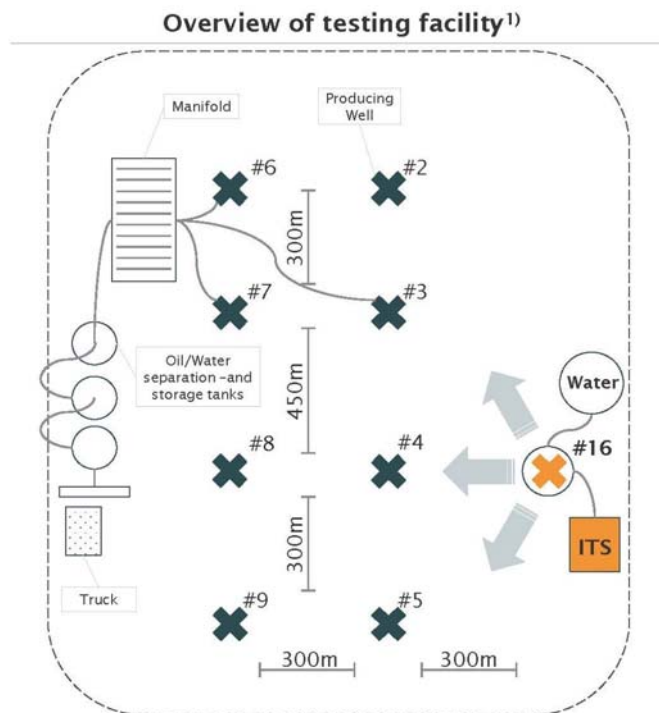 Overview of testing facility1)
Manifold
Producing
Well
#6
#2
300m
#7
#3
Oil/Water
separation –and
storage tanks
450m
Water
#8
#4
#16
300m
ITS
Truck
#9
#5
300m
300m